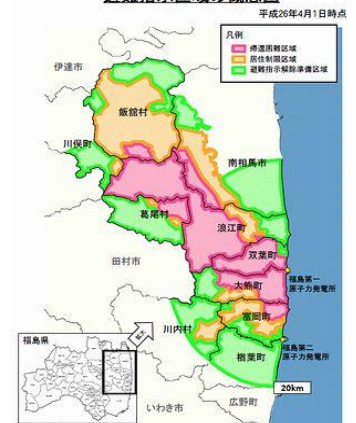 平成26年4月1日時点
凡例
帰還困難区域
居住制限区域
避難指示解除準備区域
伊達市
飯舘村
川俣町
南相馬市
葛尾村
浪江町
田村市
双葉町
大熊町
福島第一
原子力発電所
富岡町
川内村
福島第二
原子力発電所
楢葉町
福島県
拡大
20km
いわき市
広野町